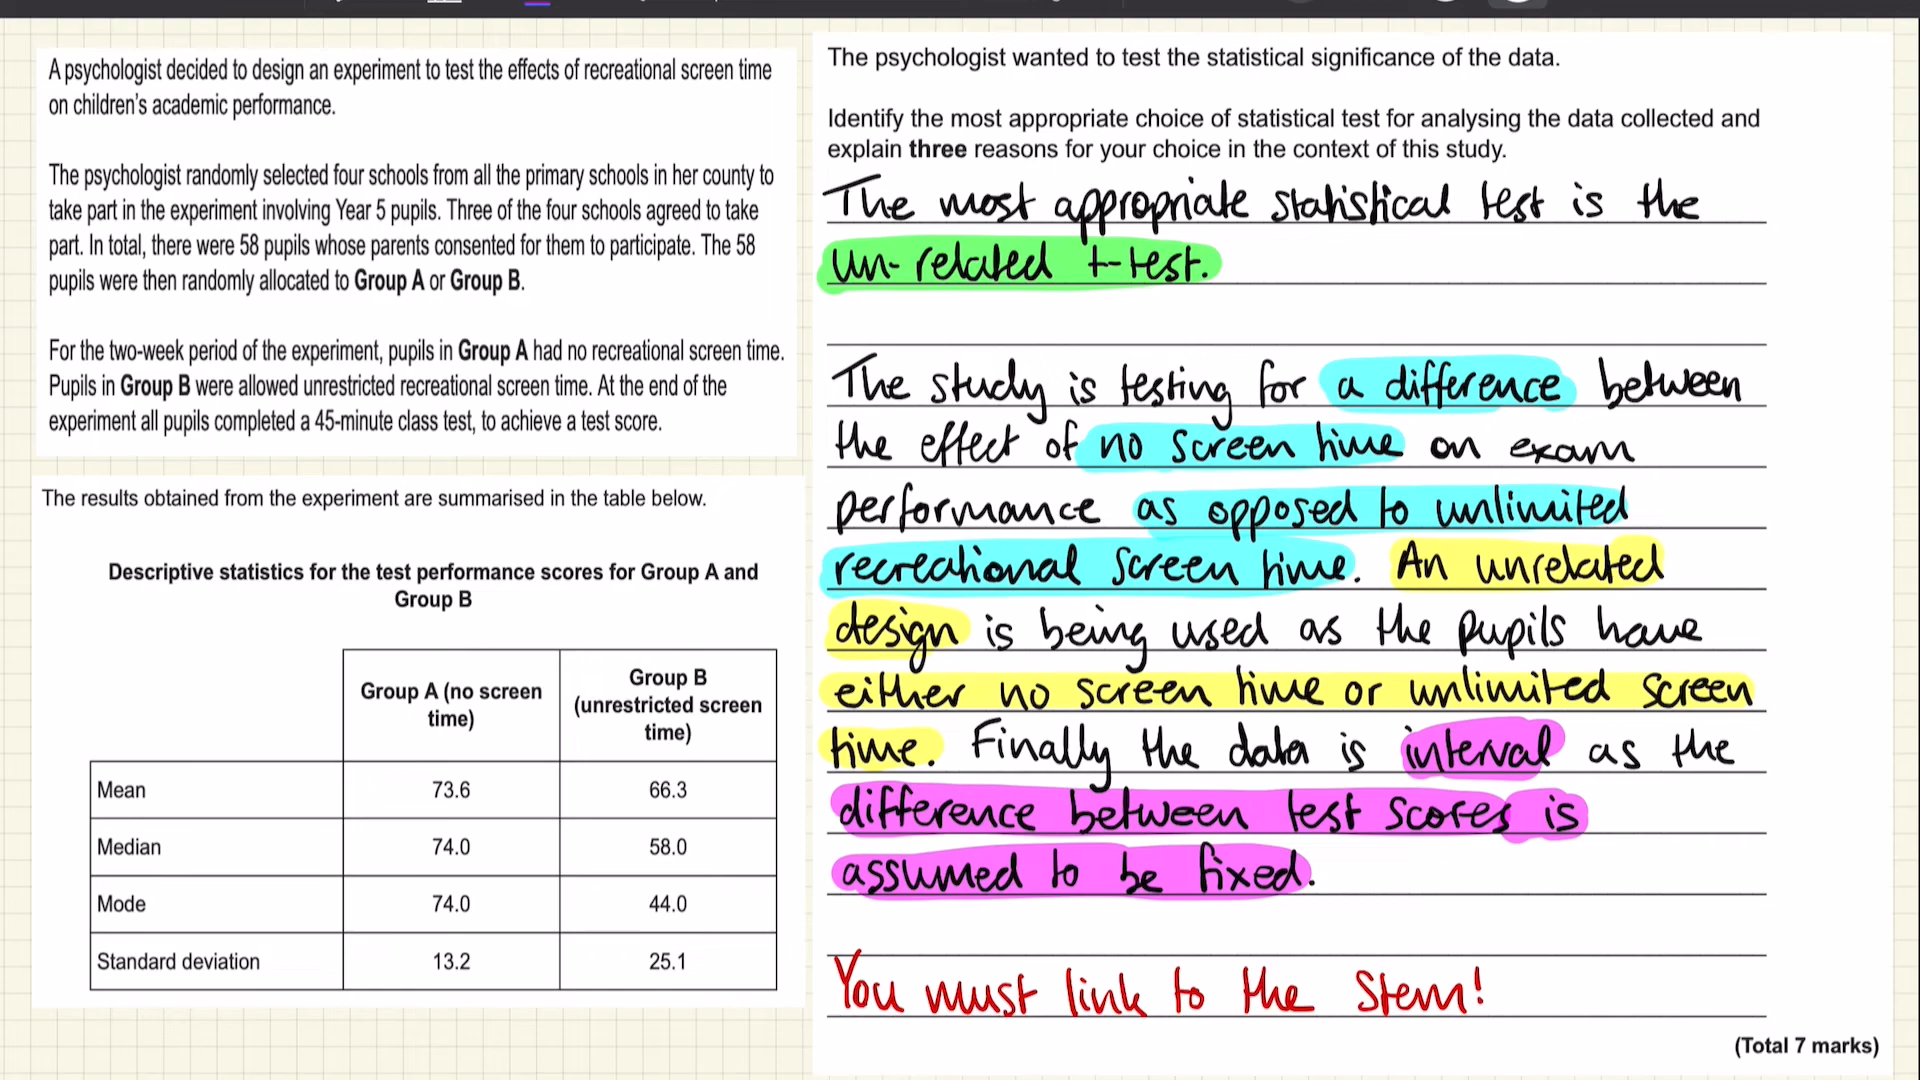 A psychologist decided to design an experiment to test the effects of recreational screen time
on children's academic performance.
The psychologist randomly selected four schools from all the primary schools in her county to
take part in the experiment involving Year 5 pupils. Three of the four schools agreed to take
part. In total, there were 58 pupils whose parents consented for them to participate. The 58
pupils were then randomly allocated to Group A or Group B.
For the two-week period of the experiment, pupils in Group A had no recreational screen time.
Pupils in Group B were allowed unrestricted recreational screen time. At the end of the
experiment all pupils completed a 45-minute class test, to achieve a test score.
The results obtained from the experiment are summarised in the table below.
Descriptive statistics for the test performance scores for Group A and
Group B
Group A (no screen
time)
Group B
(unrestricted screen
time)
Mean 73.6 66.3
Median 74.0 58.0
Mode 74.0 44.0
Standard deviation 13.2 25.1
The psychologist wanted to test the statistical significance of the data.
Identify the most appropriate choice of statistical test for analysing the data collected and
explain three reasons for your choice in the context of this study.
The most appropriate statistical test is the
un-related t-test.
The study is testing for a difference between
the effect of no screen time on exam
performance as opposed to unlimited
recreational screen time. An unrelated
design is being used as the pupils have
either no screen time or unlimited screen
time. Finally the data is interval as the
difference between test scores is
assumed to be fixed.
You must link to the stem!
(Total 7 marks)